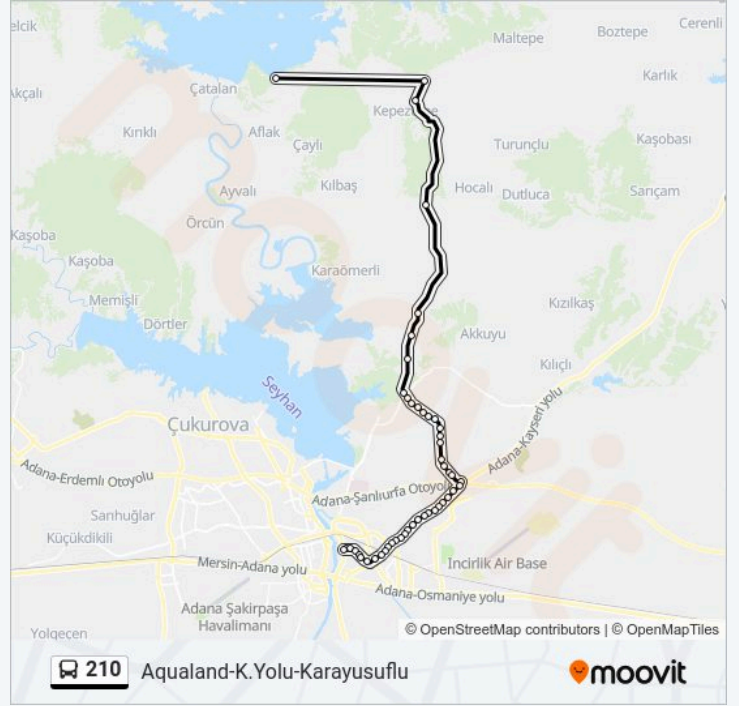 elcik
Maltepe
Boztepe
Cerenli
Akçalı
Çatalan
Karlık
Kırıklı
Aflak
Çaylı
Turunçlu
Kaşobası
Ayvalı
Kılbaş
Hocalı
Dutluca
Sarıçam
Örcün
Kaşoba
Kaşoba
Karaömerli
Memişli
Dörtler
Kızılkaş
Akkuyu
Kılıçlı
Seyhan
Çukurova
Adana-Kayseri yolu
Adana-Erdemli Otoyolu
Adana-Şanlıurfa Otoyolu
Sarıhuğlar
Küçükdikili
Mersin-Adana yolu
Incirlik Air Base
Adana-Osmaniye yolu
Adana Şakirpaşa
Havalimanı
Yolgeçen
© OpenStreetMap contributors | © OpenMapTiles
210 Aqualand-K.Yolu-Karayusuflu
moovit